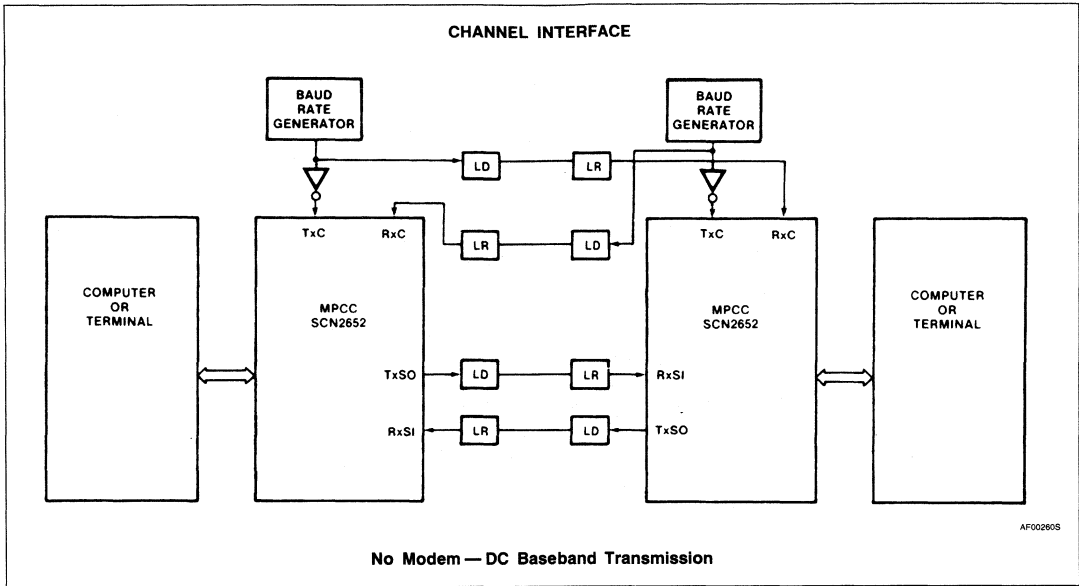 CHANNEL INTERFACE
BAUD
RATE
GENERATOR
BAUD
RATE
GENERATOR
LD
LR
TxC
RxC
LR
LD
TxC
RxC
COMPUTER
OR
TERMINAL
MPCC
SCN2652
MPCC
SCN2652
COMPUTER
OR
TERMINAL
TxSO
LD
LR
RxSI
RxSI
LR
LD
TxSO
AF00260S
No Modem — DC Baseband Transmission